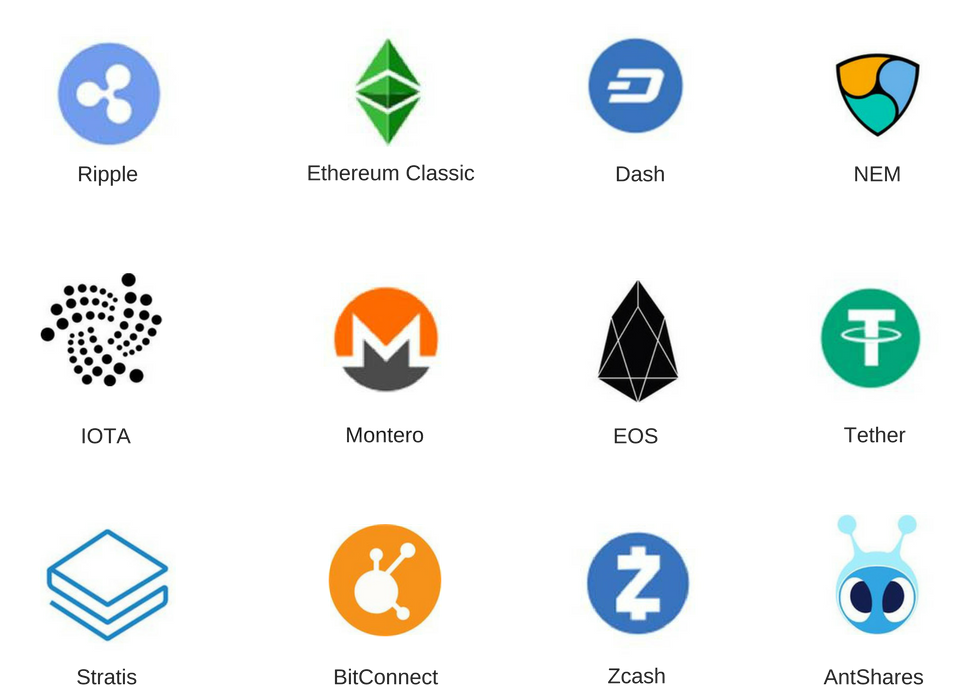 Ripple
Ethereum Classic
Dash
NEM
IOTA
Montero
EOS
Tether
Stratis
BitConnect
Zcash
AntShares